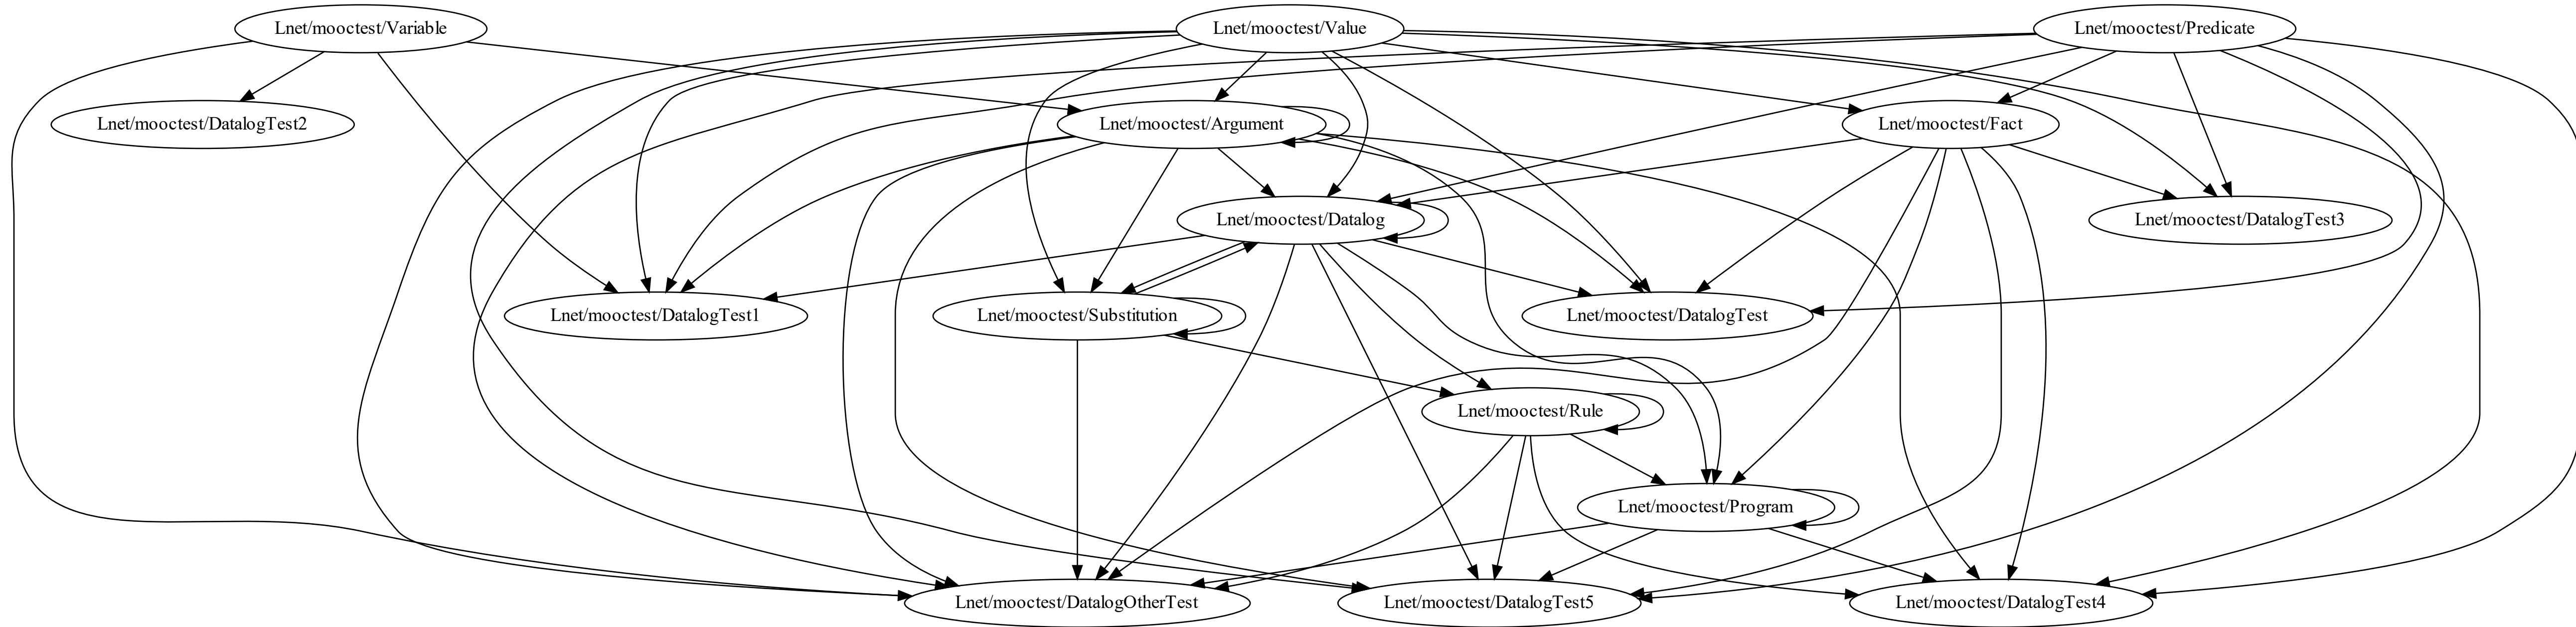 Lnet/mooctest/Variable
Lnet/mooctest/Value
Lnet/mooctest/Predicate
Lnet/mooctest/DatalogTest2
Lnet/mooctest/Argument
Lnet/mooctest/Fact
Lnet/mooctest/Datalog
Lnet/mooctest/DatalogTest3
Lnet/mooctest/DatalogTest1
Lnet/mooctest/Substitution
Lnet/mooctest/DatalogTest
Lnet/mooctest/Rule
Lnet/mooctest/Program
Lnet/mooctest/DatalogOtherTest
Lnet/mooctest/DatalogTest5
Lnet/mooctest/DatalogTest4